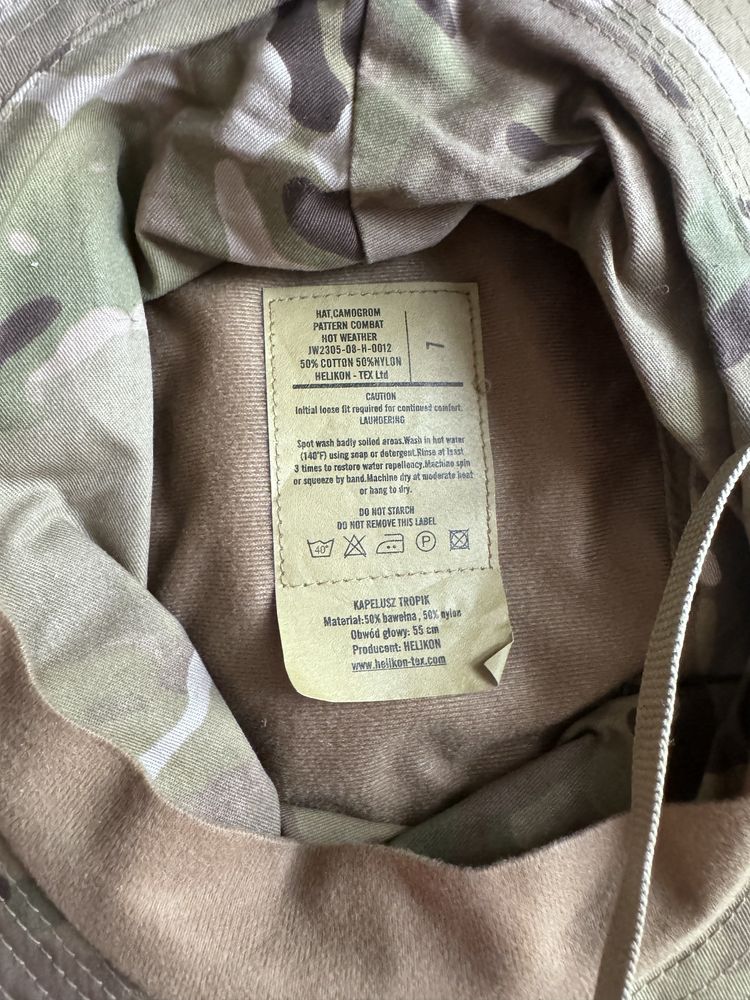 HAT,CAMOGROM
PATTERN COMBAT
HOT WEATHER
JW2305-08-H-0012
50% COTTON 50%NYLON
HELIKON - TEX Ltd
7
CAUTION
Initial loose fit required for continued comfort.
LAUNDERING
Spot wash badly soiled areas.Wash in hot water
(140°F) using soap or detergent.Rinse at least
3 times to restore water repellency.Machine spin
or squeeze by hand.Machine dry at moderate heat
or hang to dry.
DO NOT STARCH
DO NOT REMOVE THIS LABEL
40° P
KAPELUSZ TROPIK
Materiał:50% bawełna , 50% nylon
Obwód głowy: 55 cm
Producent: HELIKON
www.helikon-tex.com